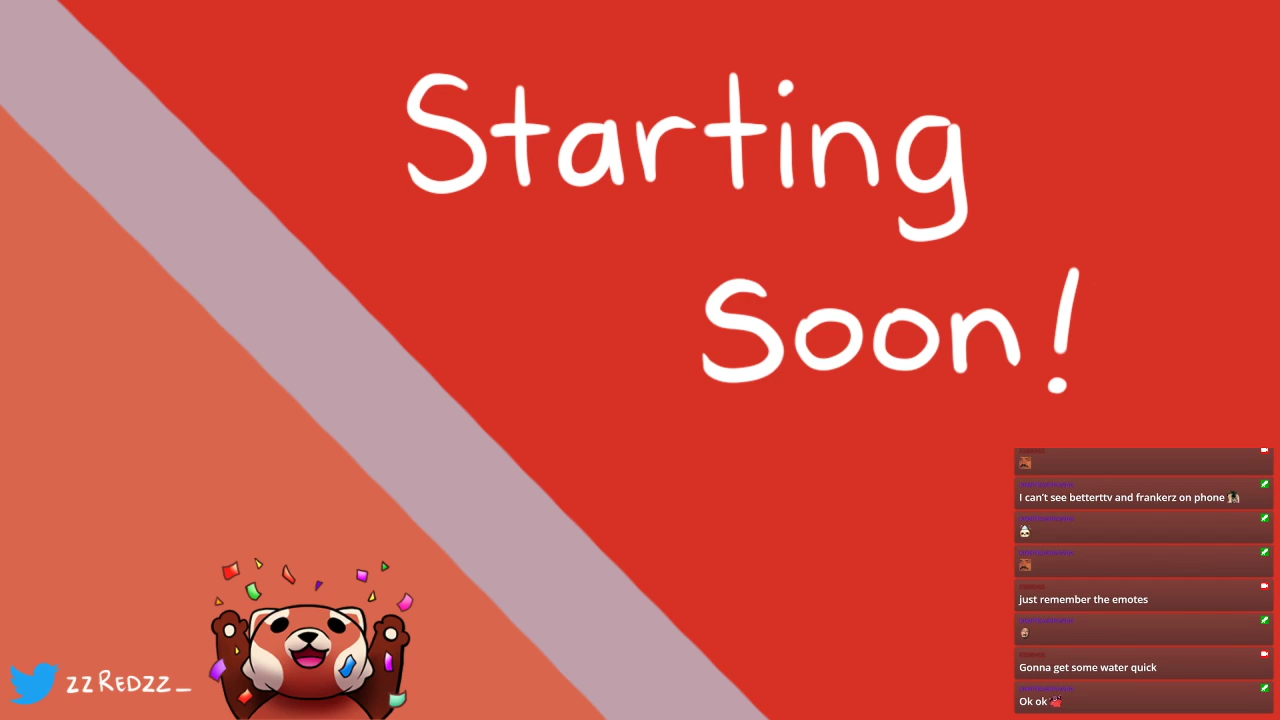 Starting
Soon!
I can't see betterttv and frankerz on phone
just remember the emotes
Gonna get some water quick
Ok ok
zzREDzz_